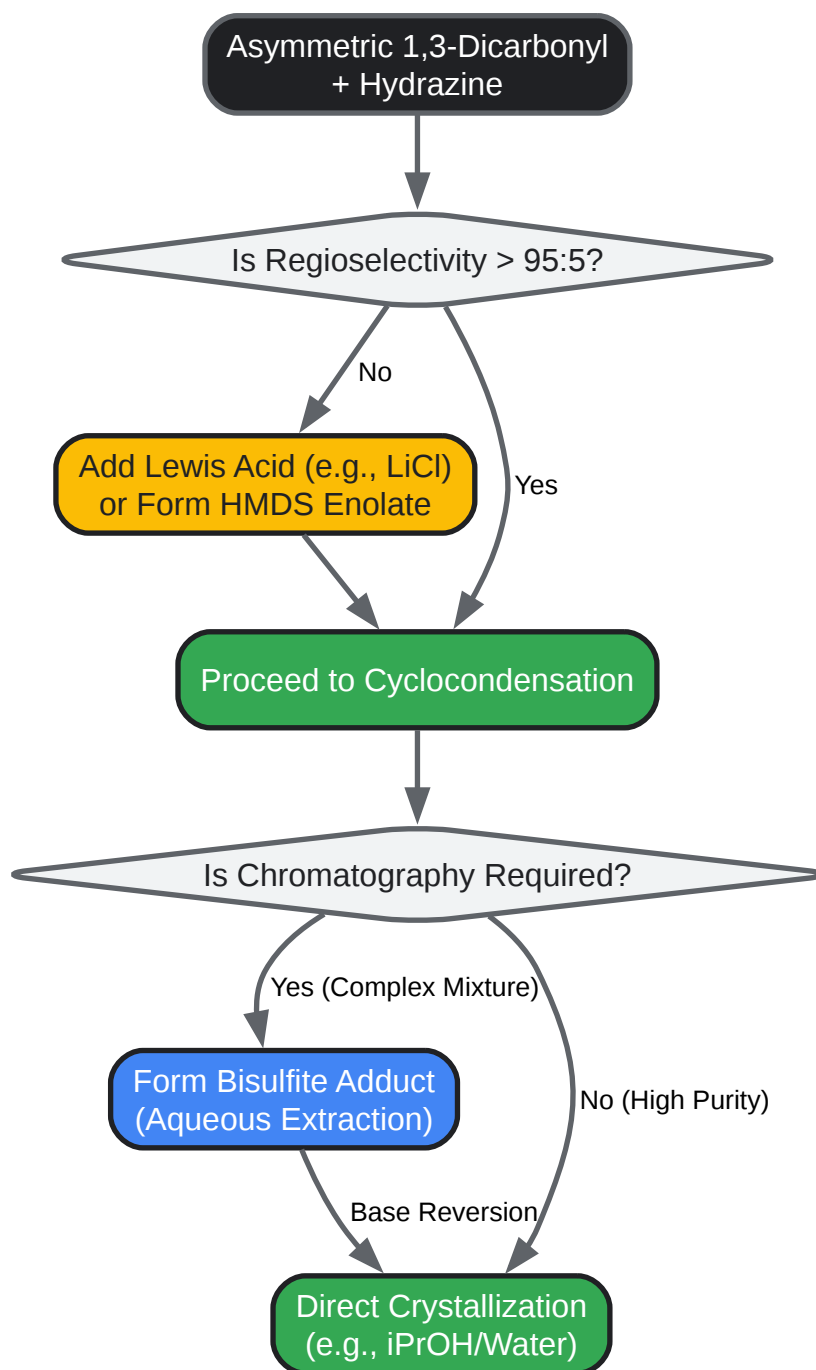 Asymmetric 1,3-Dicarbonyl
+ Hydrazine
Is Regioselectivity > 95:5?
No
Add Lewis Acid (e.g., LiCl)
or Form HMDS Enolate
Yes
Proceed to Cyclocondensation
Is Chromatography Required?
Yes (Complex Mixture)
Form Bisulfite Adduct
(Aqueous Extraction)
No (High Purity)
Base Reversion
Direct Crystallization
(e.g., iPrOH/Water)